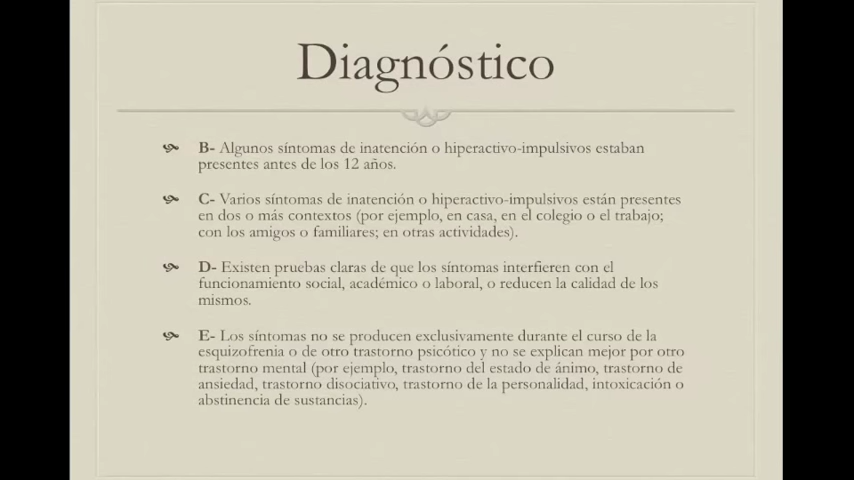 Diagnóstico
B- Algunos síntomas de inatención o hiperactivo-impulsivos estaban
presentes antes de los 12 años.
C- Varios síntomas de inatención o hiperactivo-impulsivos están presentes
en dos o más contextos (por ejemplo, en casa, en el colegio o el trabajo;
con los amigos o familiares; en otras actividades).
D- Existen pruebas claras de que los síntomas interfieren con el
funcionamiento social, académico o laboral, o reducen la calidad de los
mismos.
E- Los síntomas no se producen exclusivamente durante el curso de la
esquizofrenia o de otro trastorno psicótico y no se explican mejor por otro
trastorno mental (por ejemplo, trastorno del estado de ánimo, trastorno de
ansiedad, trastorno disociativo, trastorno de la personalidad, intoxicación o
abstinencia de sustancias).